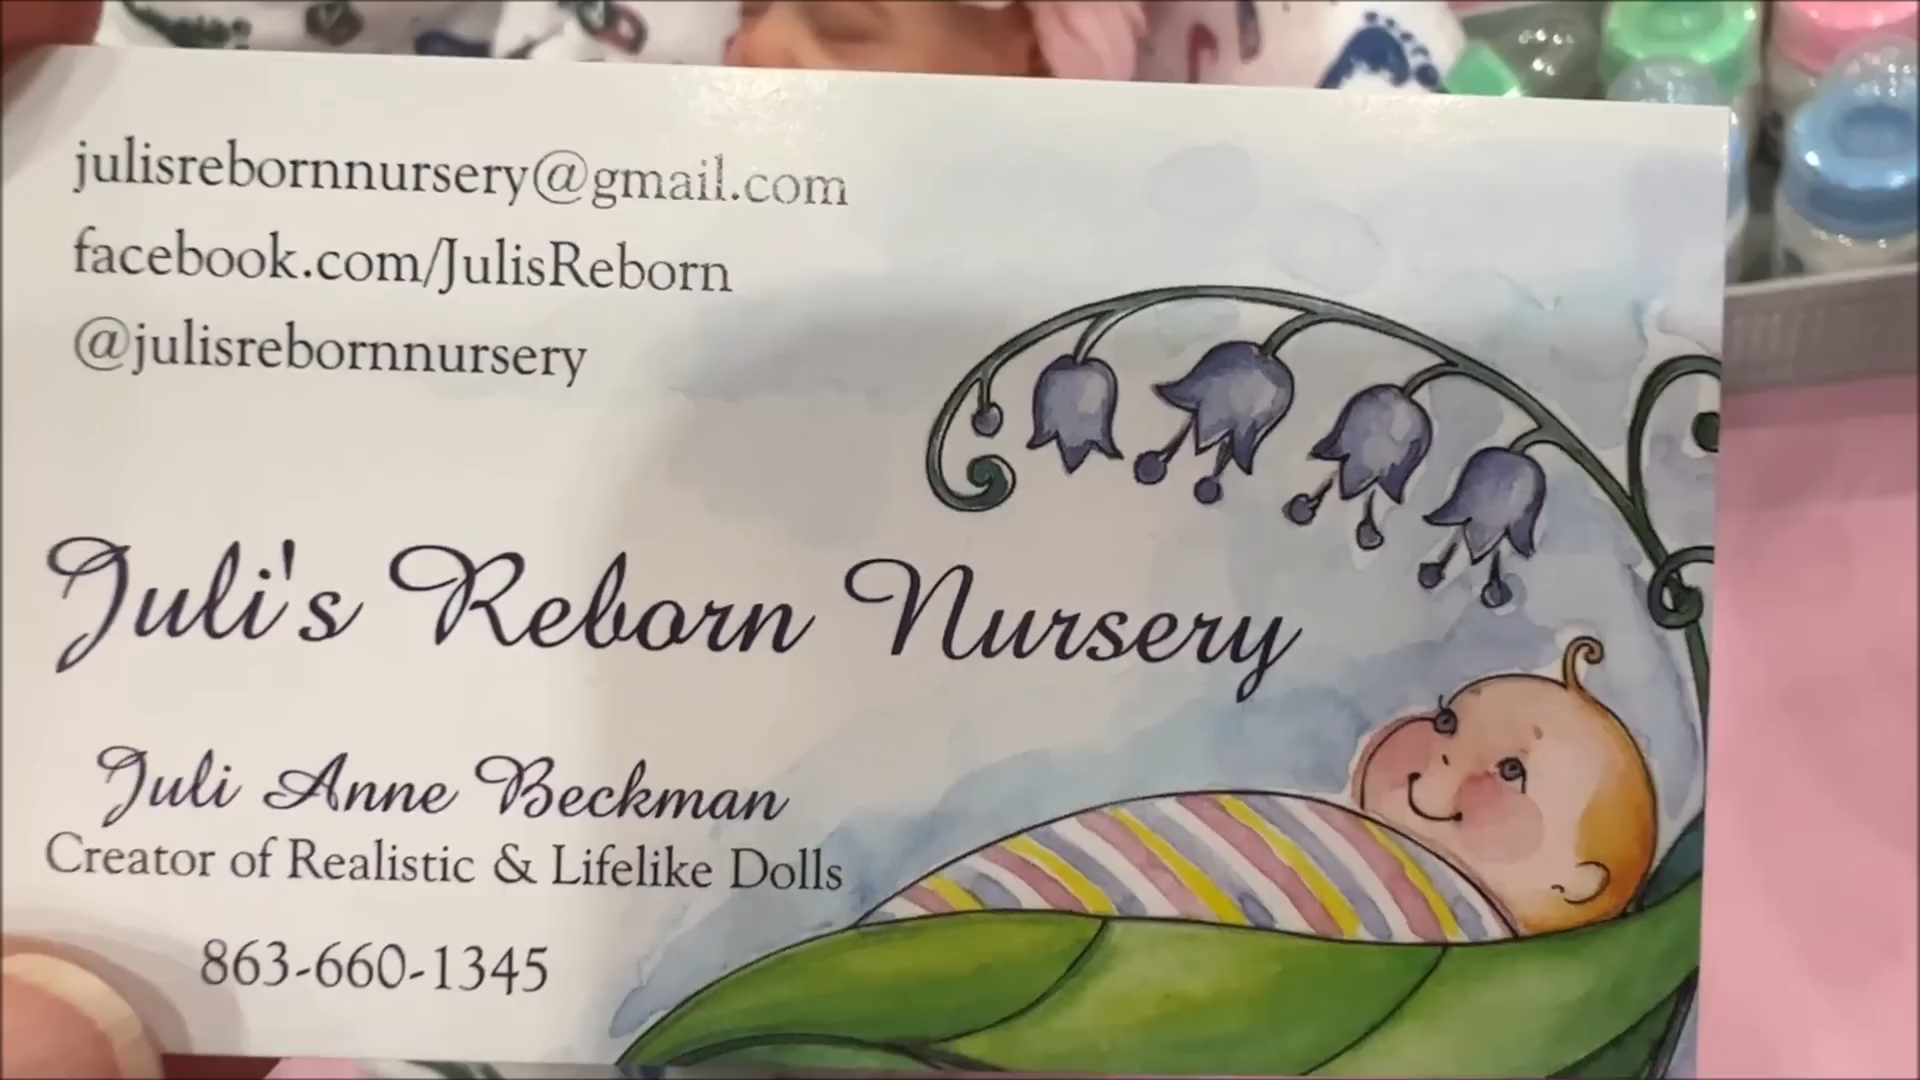 julisrebornnursery@gmail.com
facebook.com/JulisReborn
@julisrebornnursery
Juli's Reborn Nursery
Juli Anne Beckman
Creator of Realistic & Lifelike Dolls
863-660-1345